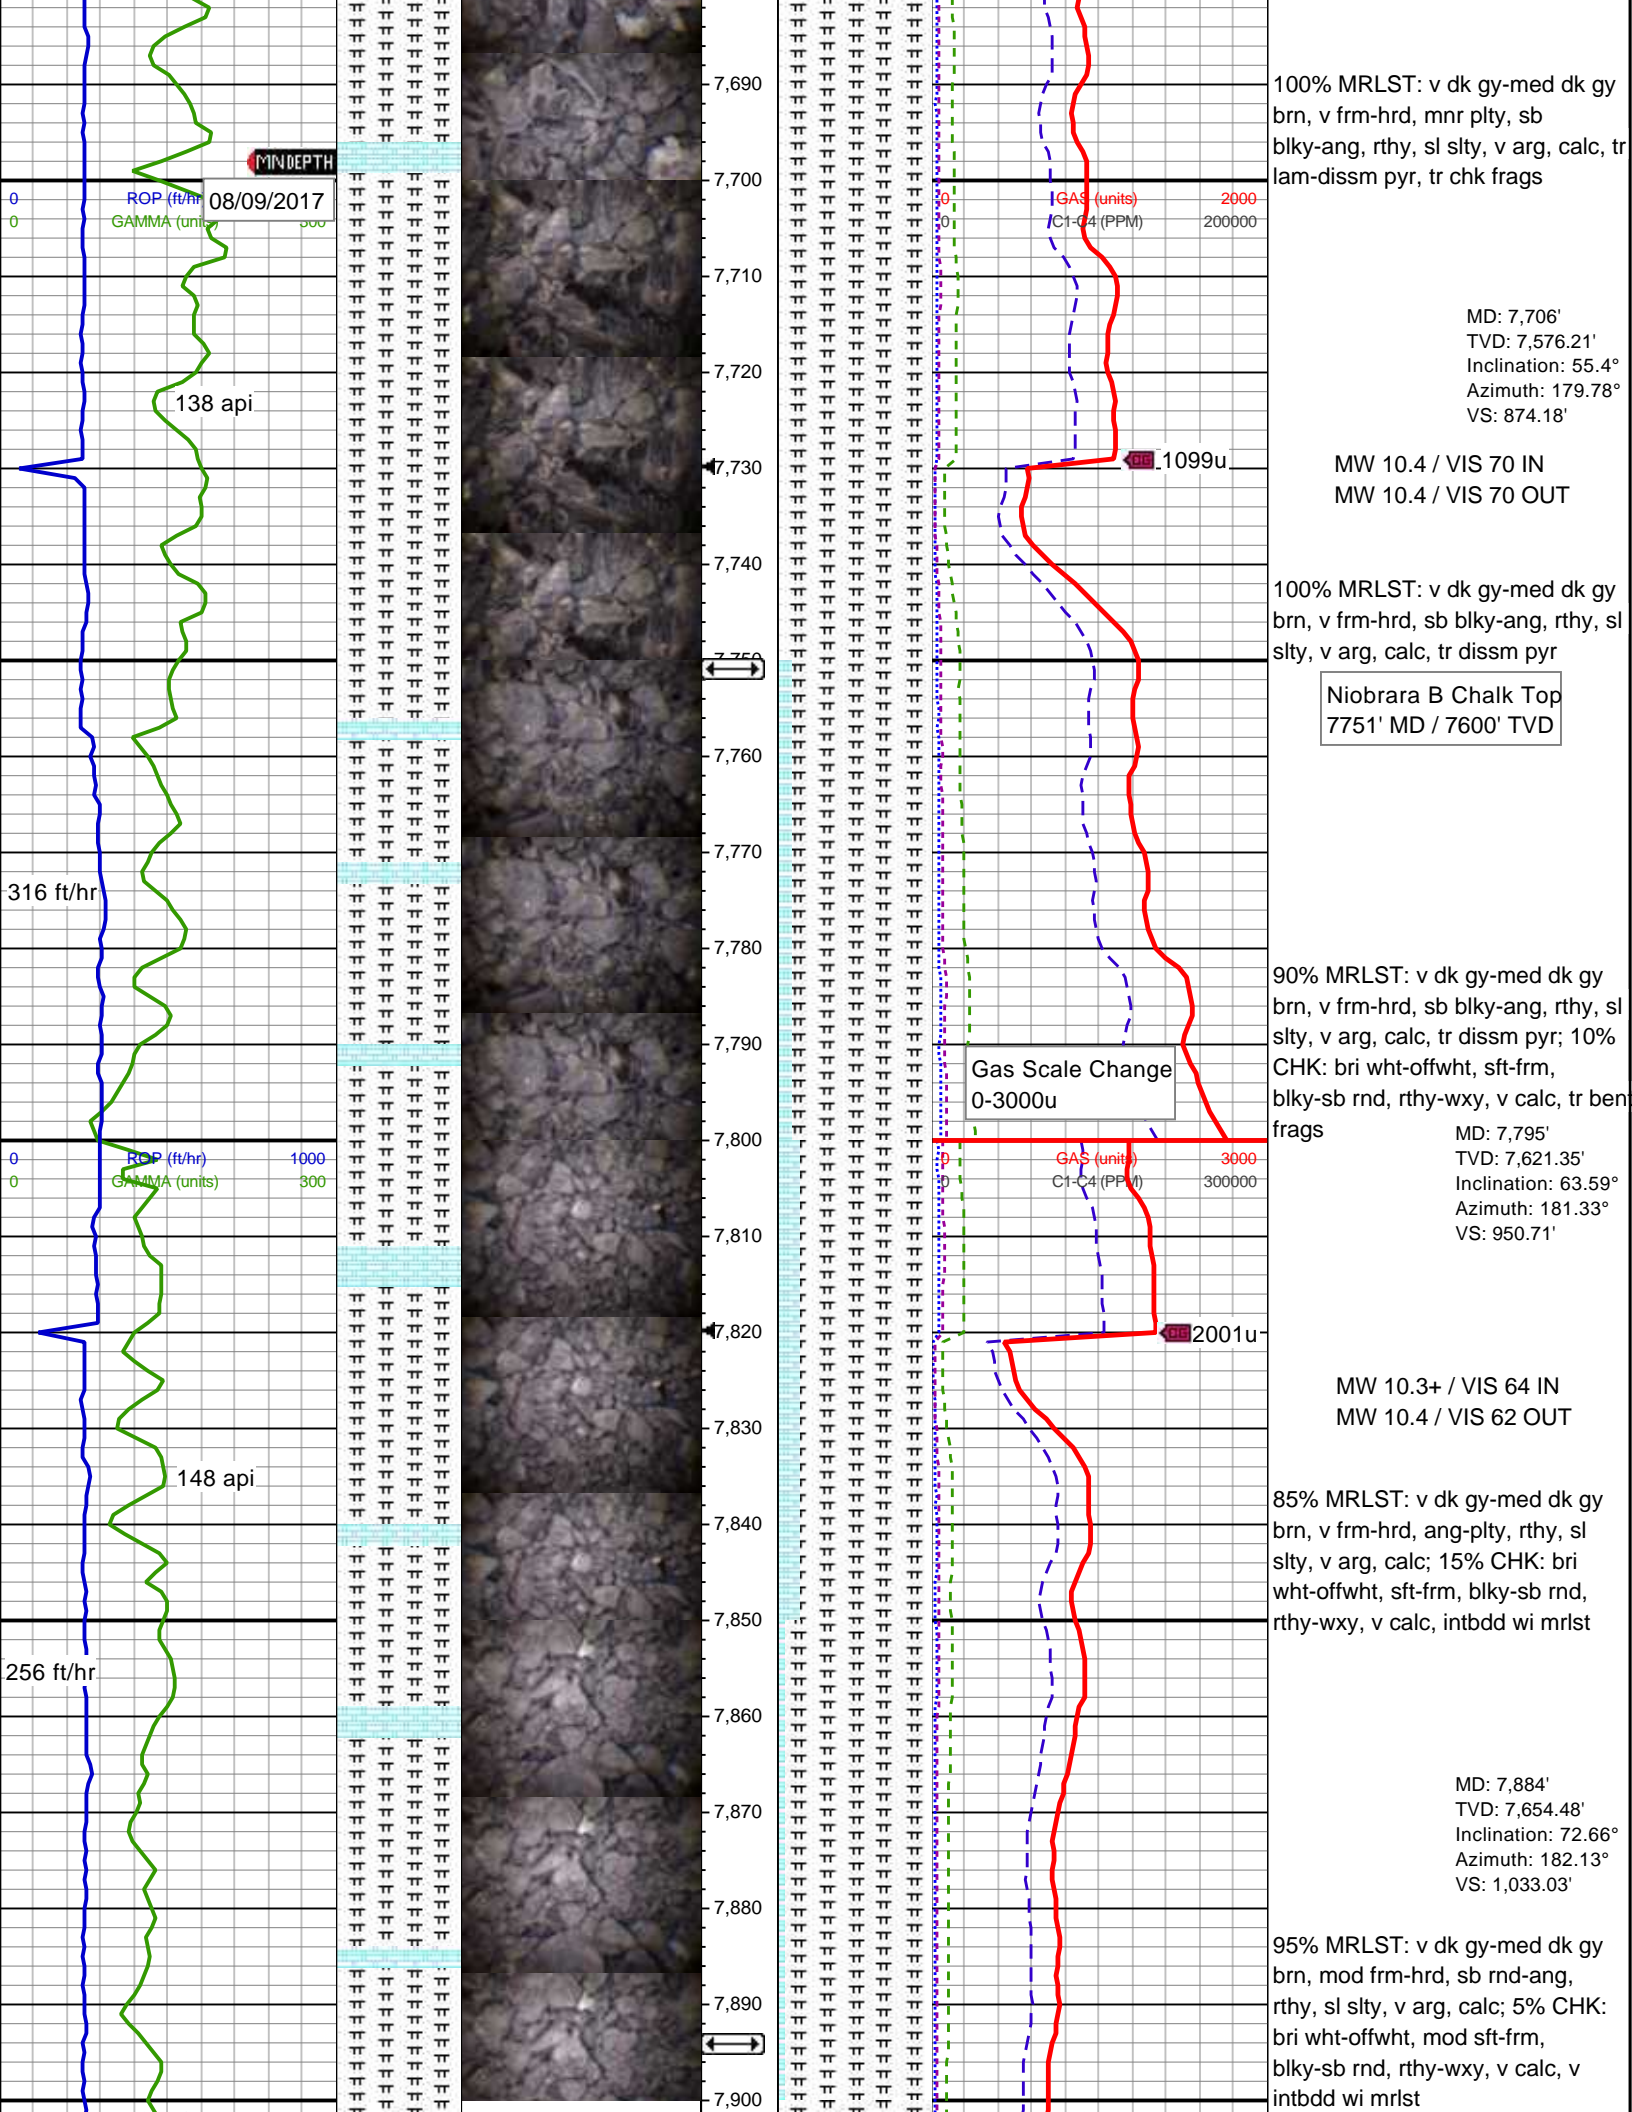 7,690
100% MRLST: v dk gy-med dk gy
brn, v frm-hrd, mnr plty, sb
blky-ang, rthy, sl slty, v arg, calc, tr
lam-dissm pyr, tr chk frags
MNDEPTH
08/09/2017
7,700
0 ROP (ft/hr
0 GAMMA (units 300
0 GAS (units) 2000
0 C1-C4 (PPM) 200000
7,710
MD: 7,706'
TVD: 7,576.21'
Inclination: 55.4°
Azimuth: 179.78°
VS: 874.18'
7,720
138 api
7,730
OG 1099u
MW 10.4 / VIS 70 IN
MW 10.4 / VIS 70 OUT
7,740
100% MRLST: v dk gy-med dk gy
brn, v frm-hrd, sb blky-ang, rthy, sl
slty, v arg, calc, tr dissm pyr
7,750
Niobrara B Chalk Top
7751' MD / 7600' TVD
7,760
7,770
316 ft/hr
7,780
90% MRLST: v dk gy-med dk gy
brn, v frm-hrd, sb blky-ang, rthy, sl
slty, v arg, calc, tr dissm pyr; 10%
CHK: bri wht-offwht, sft-frm,
blky-sb rnd, rthy-wxy, v calc, tr bent
frags
7,790
Gas Scale Change
0-3000u
7,800
0 ROP (ft/hr) 1000
0 GAMMA (units) 300
0 GAS (units) 3000
0 C1-C4 (PPM) 300000
MD: 7,795'
TVD: 7,621.35'
Inclination: 63.59°
Azimuth: 181.33°
VS: 950.71'
7,810
7,820
OG 2001u
MW 10.3+ / VIS 64 IN
MW 10.4 / VIS 62 OUT
7,830
148 api
7,840
85% MRLST: v dk gy-med dk gy
brn, v frm-hrd, ang-plty, rthy, sl
slty, v arg, calc; 15% CHK: bri
wht-offwht, sft-frm, blky-sb rnd,
rthy-wxy, v calc, intbdd wi mrlst
7,850
256 ft/hr
7,860
7,870
MD: 7,884'
TVD: 7,654.48'
Inclination: 72.66°
Azimuth: 182.13°
VS: 1,033.03'
7,880
95% MRLST: v dk gy-med dk gy
brn, mod frm-hrd, sb rnd-ang,
rthy, sl slty, v arg, calc; 5% CHK:
bri wht-offwht, mod sft-frm,
blky-sb rnd, rthy-wxy, v calc, v
intbdd wi mrlst
7,890
7,900